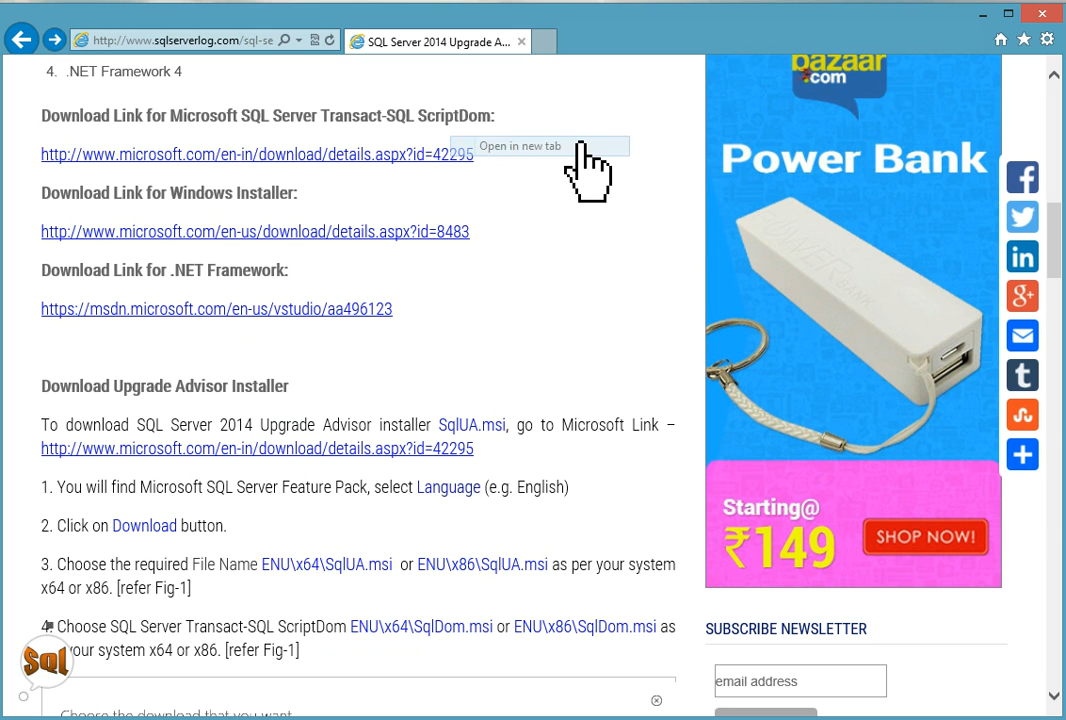 http://www.sqlserverlog.com/sql-se
SQL Server 2014 Upgrade A...
4. .NET Framework 4
Download Link for Microsoft SQL Server Transact-SQL ScriptDom:
Open in new tab
http://www.microsoft.com/en-in/download/details.aspx?id=42295
Download Link for Windows Installer:
http://www.microsoft.com/en-us/download/details.aspx?id=8483
Download Link for .NET Framework:
https://msdn.microsoft.com/en-us/vstudio/aa496123
Download Upgrade Advisor Installer
To download SQL Server 2014 Upgrade Advisor installer SqlUA.msi, go to Microsoft Link –
http://www.microsoft.com/en-in/download/details.aspx?id=42295
1. You will find Microsoft SQL Server Feature Pack, select Language (e.g. English)
2. Click on Download button.
3. Choose the required File Name ENU\x64\SqlUA.msi or ENU\x86\SqlUA.msi as per your system
x64 or x86. [refer Fig-1]
4. Choose SQL Server Transact-SQL ScriptDom ENU\x64\SqlDom.msi or ENU\x86\SqlDom.msi as
your system x64 or x86. [refer Fig-1]
Sql
Choose the download that you want
bazaar
.com
Power Bank
Starting@
₹149
SHOP NOW!
SUBSCRIBE NEWSLETTER
email address
f
in
g+
t